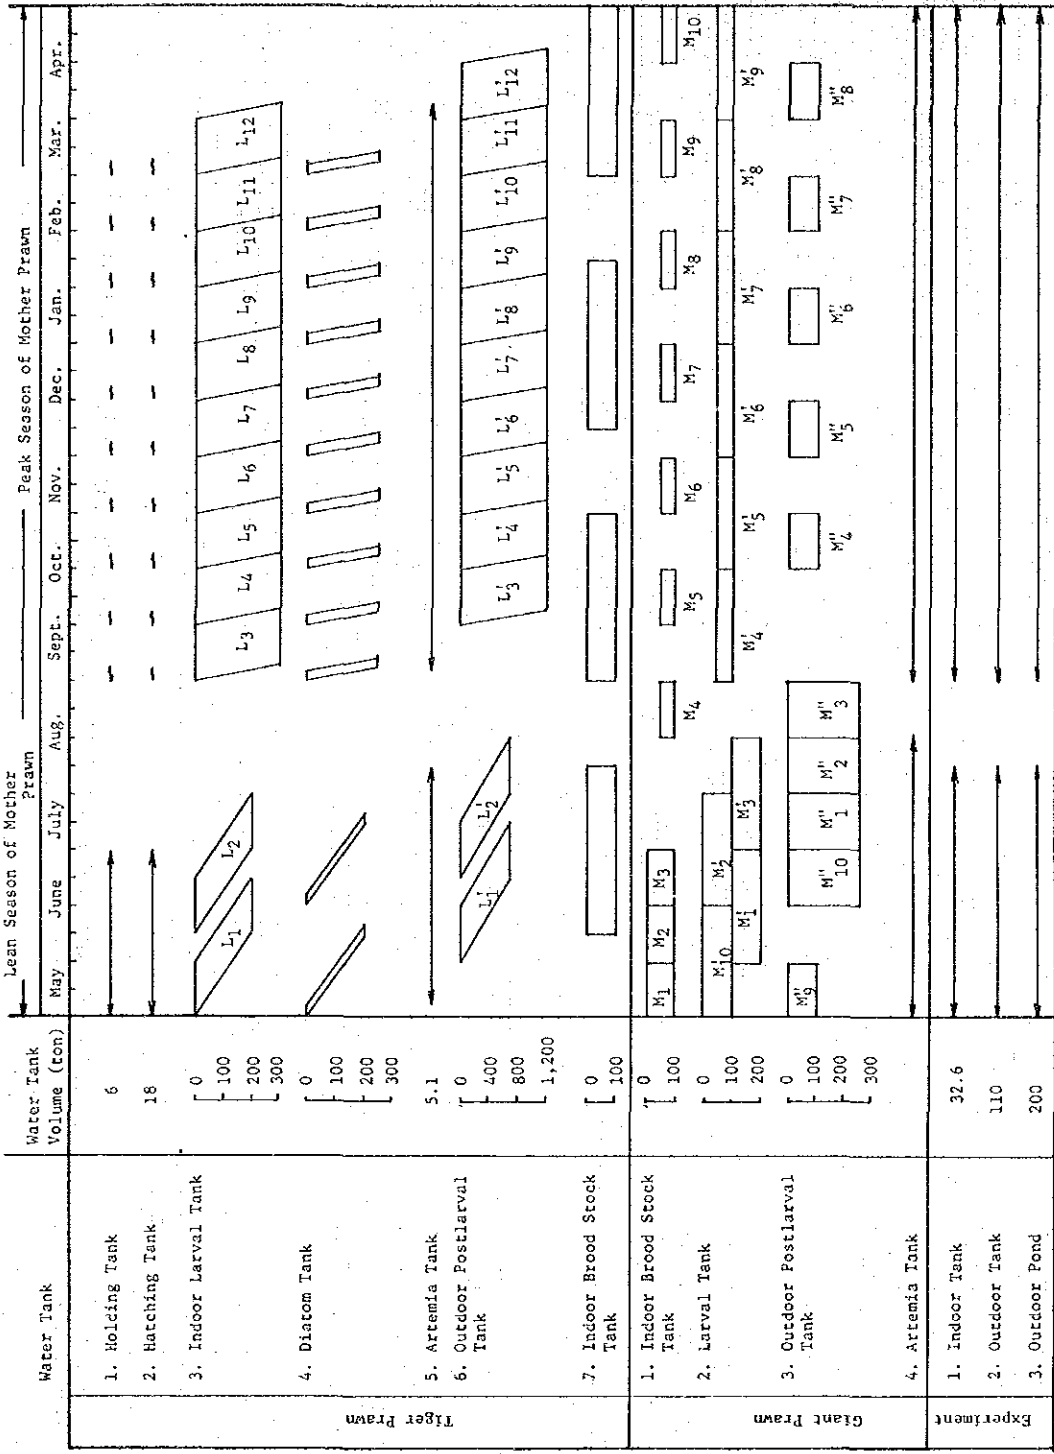 Lean Season of Mother Prawn
Peak Season of Mother Prawn
Water Tank
Water Tank Volume (ton)
May June July Aug. Sept. Oct. Nov. Dec. Jan. Feb. Mar. Apr.
Tiger Prawn
1. Holding Tank
6
2. Hatching Tank
18
3. Indoor Larval Tank
0
100
200
300
L1 L2 L3 L4 L5 L6 L7 L8 L9 L10 L11 L12
4. Diatom Tank
0
100
200
300
5. Artemia Tank
5.1
6. Outdoor Postlarval
Tank
0
400
800
1,200
L'1 L'2 L'3 L'4 L'5 L'6 L'7 L'8 L'9 L'10 L'11 L'12
7. Indoor Brood Stock
Tank
0
100
Giant Prawn
1. Indoor Brood Stock
Tank
0
100
M1 M2 M3 M4 M5 M6 M7 M8 M9 M10
2. Larval Tank
0
100
200
M'10 M'1 M'2 M'3 M'4 M'5 M'6 M'7 M'8 M'9
3. Outdoor Postlarval
Tank
0
100
200
300
M"9 M"10 M"1 M"2 M"3 M"4 M"5 M"6 M"7 M"8
4. Artemia Tank
Experiment
1. Indoor Tank
32.6
2. Outdoor Tank
110
3. Outdoor Pond
200